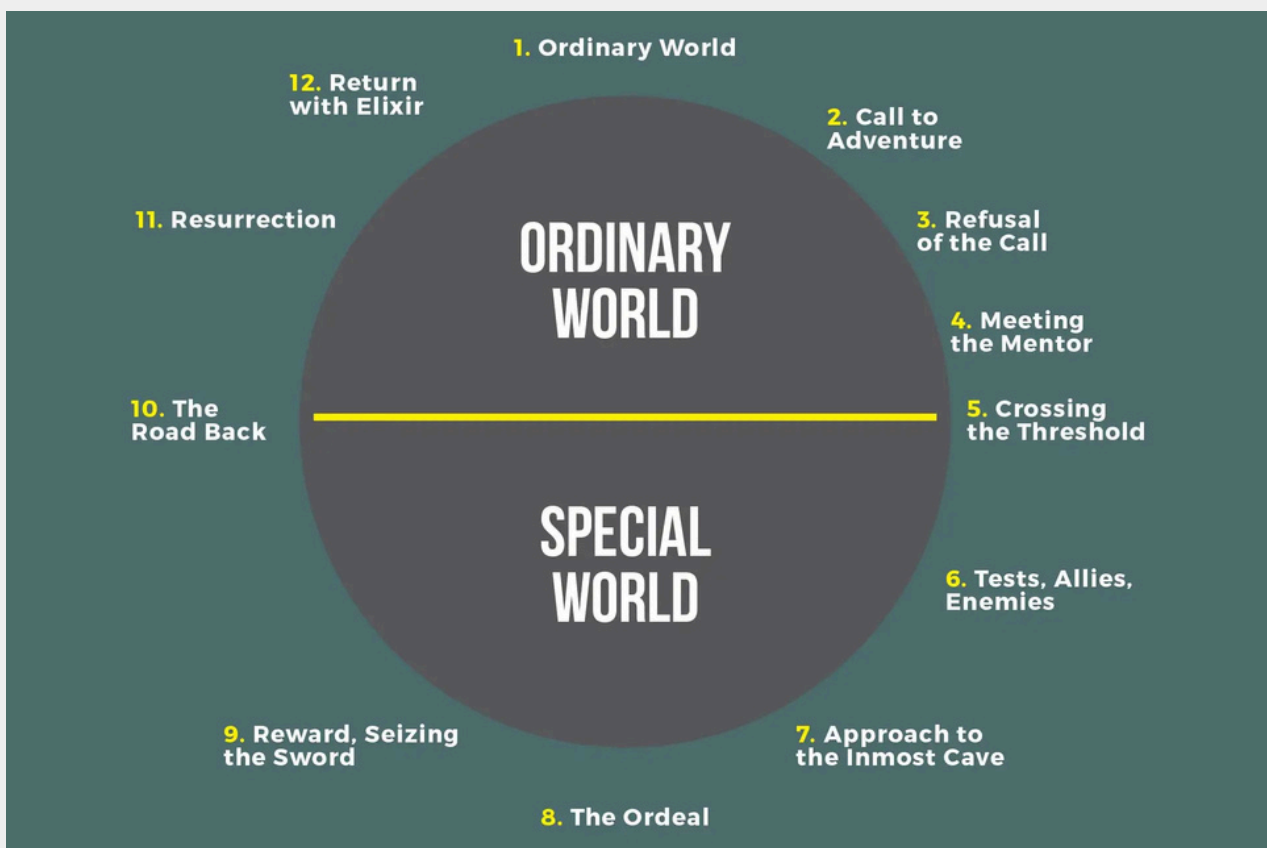 1. Ordinary World
2. Call to
Adventure
3. Refusal
of the Call
4. Meeting
the Mentor
5. Crossing
the Threshold
6. Tests, Allies,
Enemies
7. Approach to
the Inmost Cave
8. The Ordeal
9. Reward, Seizing
the Sword
10. The
Road Back
11. Resurrection
12. Return
with Elixir
ORDINARY
WORLD
SPECIAL
WORLD